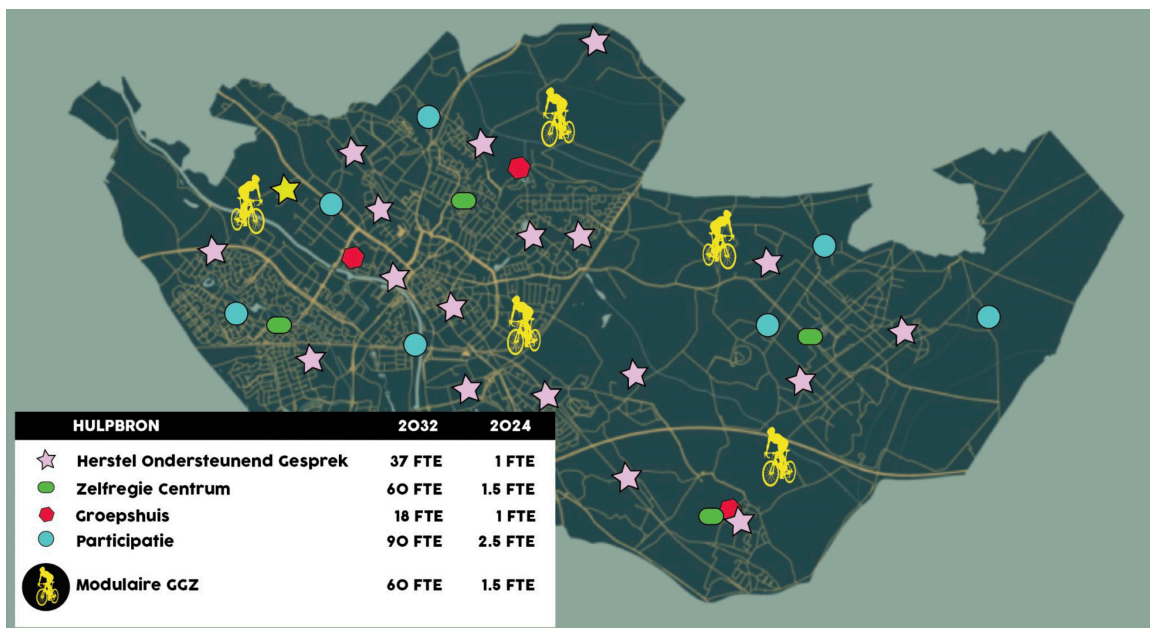 HULPBRON 2032 2024
Herstel Ondersteunend Gesprek 37 FTE 1 FTE
Zelfregie Centrum 60 FTE 1.5 FTE
Groepshuis 18 FTE 1 FTE
Participatie 90 FTE 2.5 FTE
Modulaire GGZ 60 FTE 1.5 FTE